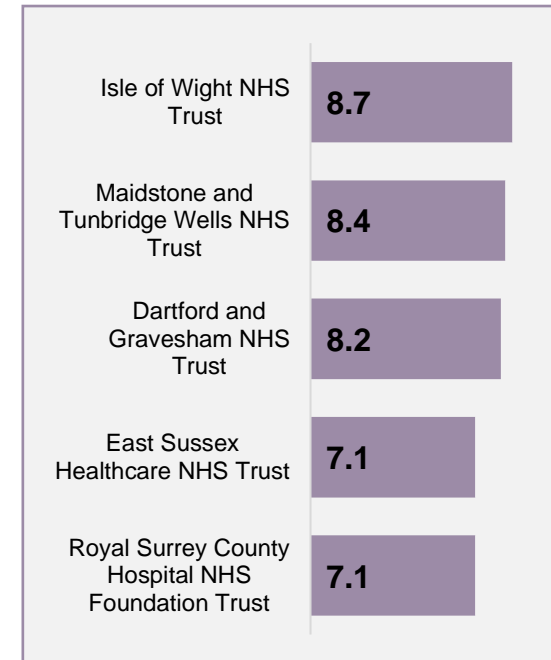 Isle of Wight NHS
Trust
8.7
Maidstone and
Tunbridge Wells NHS
Trust
8.4
Dartford and
Gravesham NHS
Trust
8.2
East Sussex
Healthcare NHS Trust
7.1
Royal Surrey County
Hospital NHS
Foundation Trust
7.1